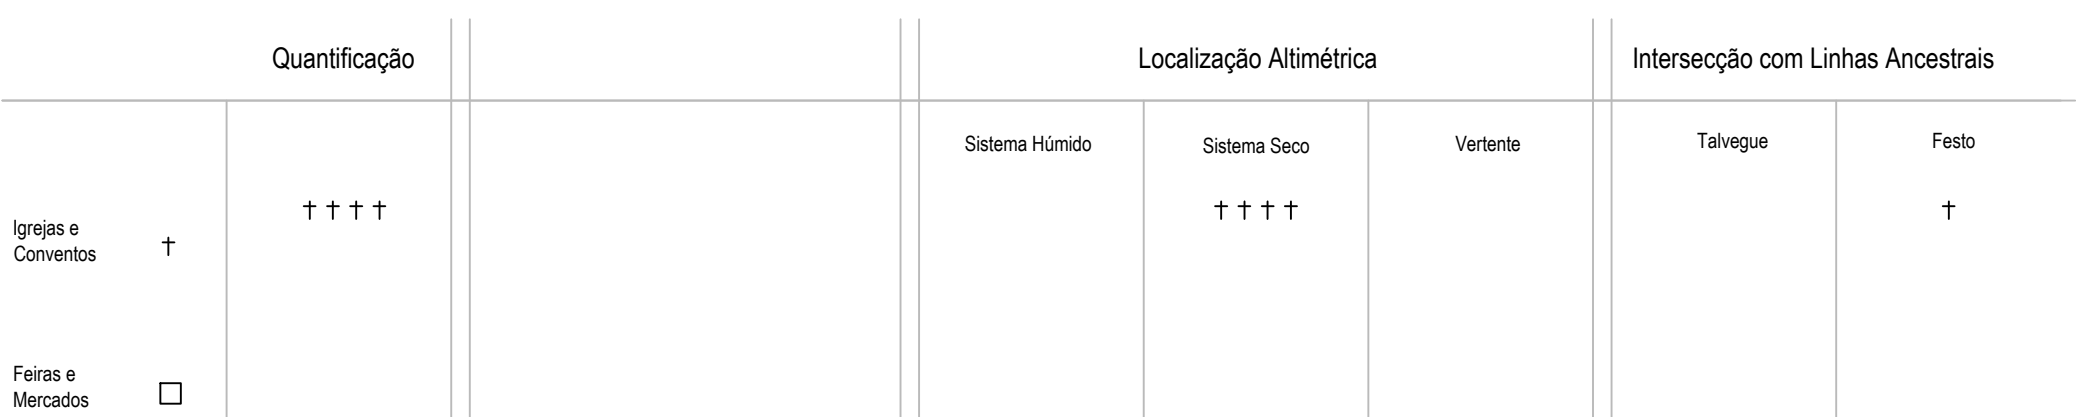 Quantificação
Localização Altimétrica
Intersecção com Linhas Ancestrais
Sistema Húmido
Sistema Seco
Vertente
Talvegue
Festo
† † † †
† † † †
†
Igrejas e
Conventos †
Feiras e
Mercados □